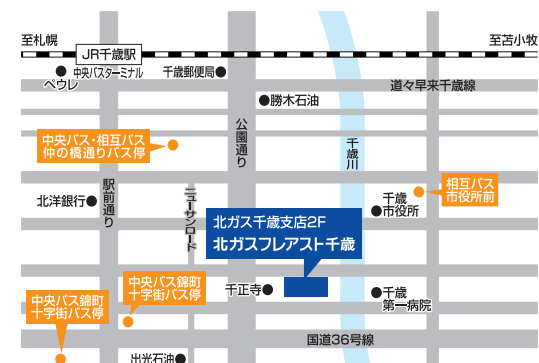 至札幌
至苫小牧
JR千歳駅
中央バスターミナル
千歳郵便局
ペウレ
道々早来千歳線
勝木石油
公園通り
千歳川
中央バス・相互バス
仲の橋通りバス停
駅前通り
ニューサンロード
北洋銀行
相互バス
市役所前
千歳
市役所
北ガス千歳支店2F
北ガスフレアスト千歳
中央バス錦町
十字街バス停
千正寺
千歳
第一病院
中央バス錦町
十字街バス停
国道36号線
出光石油